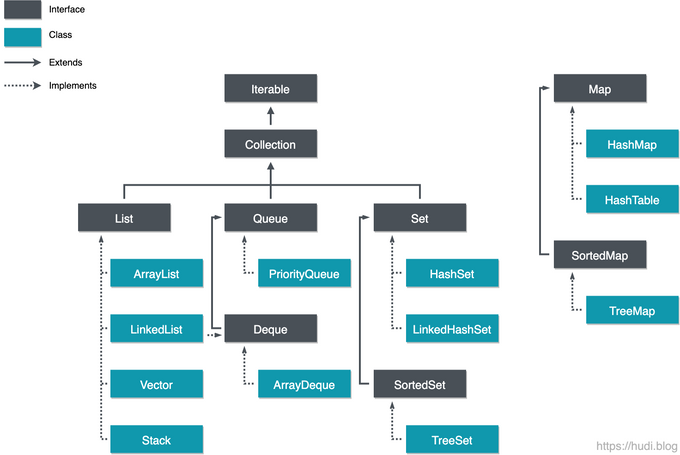 Interface
Class
Extends
Implements
Iterable
Collection
List
Queue
Set
ArrayList
PriorityQueue
HashSet
LinkedList
Deque
LinkedHashSet
Vector
ArrayDeque
SortedSet
Stack
TreeSet
Map
HashMap
HashTable
SortedMap
TreeMap
https://hudi.blog